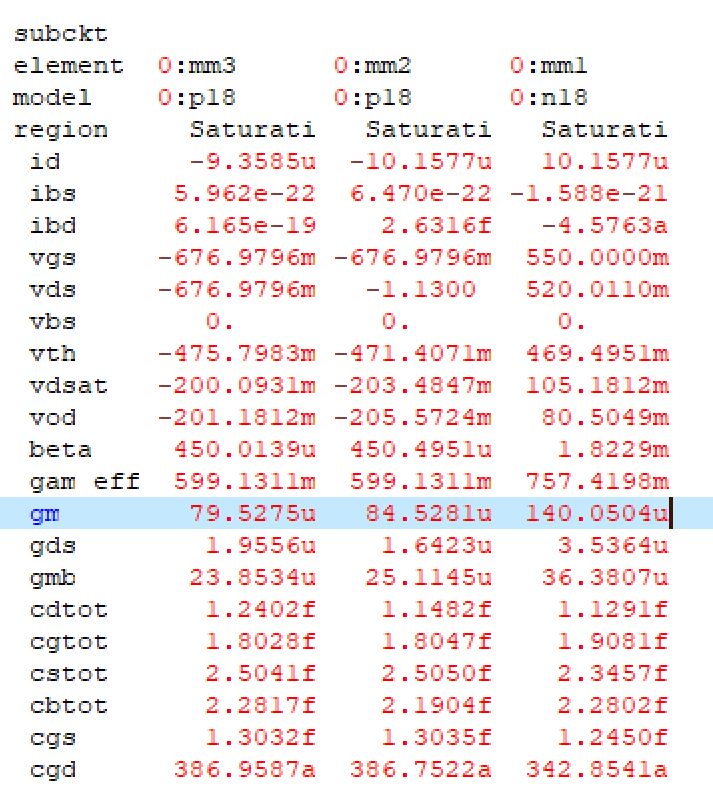 subckt
element 0:mm3 0:mm2 0:mm1
model 0:p18 0:p18 0:n18
region Saturati Saturati Saturati
id -9.3585u -10.1577u 10.1577u
ibs 5.962e-22 6.470e-22 -1.588e-21
ibd 6.165e-19 2.6316f -4.5763a
vgs -676.9796m -676.9796m 550.0000m
vds -676.9796m -1.1300 520.0110m
vbs 0. 0. 0.
vth -475.7983m -471.4071m 469.4951m
vdsat -200.0931m -203.4847m 105.1812m
vod -201.1812m -205.5724m 80.5049m
beta 450.0139u 450.4951u 1.8229m
gam eff 599.1311m 599.1311m 757.4198m
gm 79.5275u 84.5281u 140.0504u
gds 1.9556u 1.6423u 3.5364u
gmb 23.8534u 25.1145u 36.3807u
cdtot 1.2402f 1.1482f 1.1291f
cgtot 1.8028f 1.8047f 1.9081f
cstot 2.5041f 2.5050f 2.3457f
cbtot 2.2817f 2.1904f 2.2802f
cgs 1.3032f 1.3035f 1.2450f
cgd 386.9587a 386.7522a 342.8541a